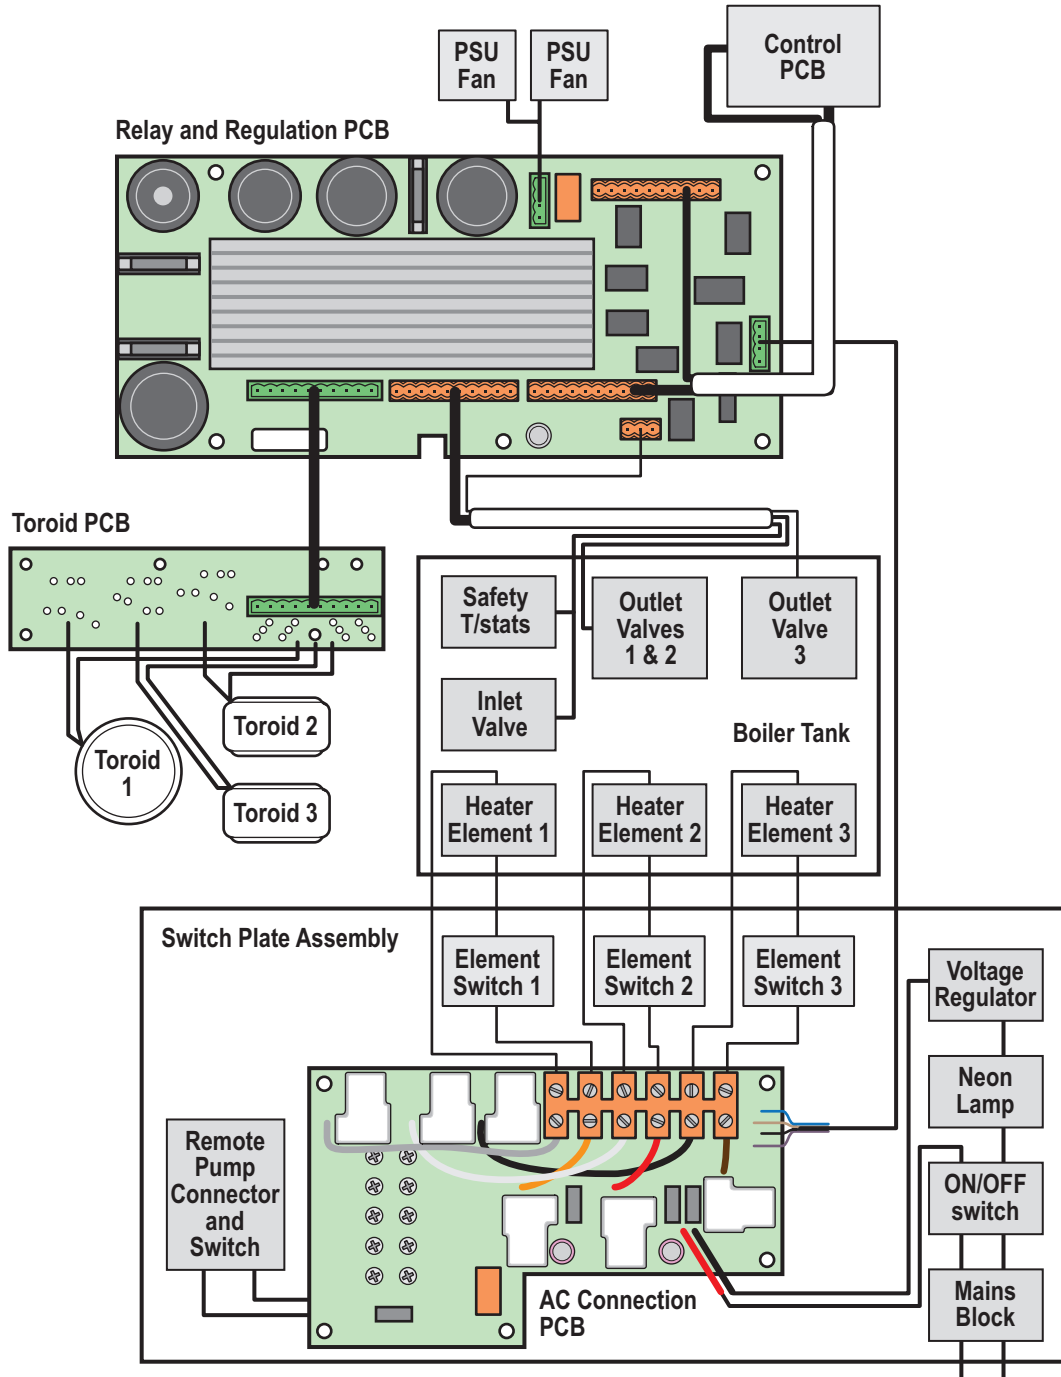 PSU
Fan
PSU
Fan
Control
PCB
Relay and Regulation PCB
Toroid PCB
Safety
T/stats
Outlet
Valves
1 & 2
Outlet
Valve
3
Inlet
Valve
Boiler Tank
Toroid 2
Toroid
1
Toroid 3
Heater
Element 1
Heater
Element 2
Heater
Element 3
Switch Plate Assembly
Element
Switch 1
Element
Switch 2
Element
Switch 3
Voltage
Regulator
Neon
Lamp
Remote
Pump
Connector
and
Switch
ON/OFF
switch
Mains
Block
AC Connection
PCB